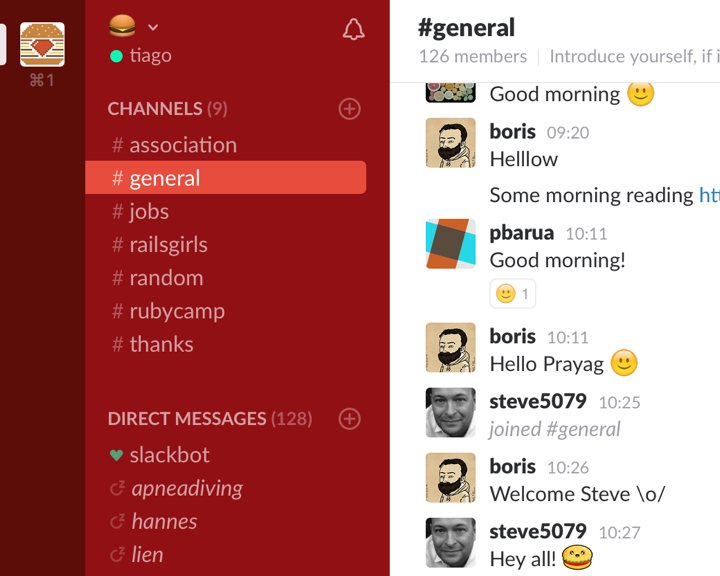 ⌘1
tiago
CHANNELS (9)
# association
# general
# jobs
# railsgirls
# random
# rubycamp
# thanks
DIRECT MESSAGES (128)
slackbot
apneadiving
hannes
lien
#general
126 members
Introduce yourself, if i
Good morning
boris 09:20
Helllow
Some morning reading htt
pbarua 10:11
Good morning!
1
boris 10:11
Hello Prayag
steve5079 10:25
joined #general
boris 10:26
Welcome Steve \o/
steve5079 10:27
Hey all!